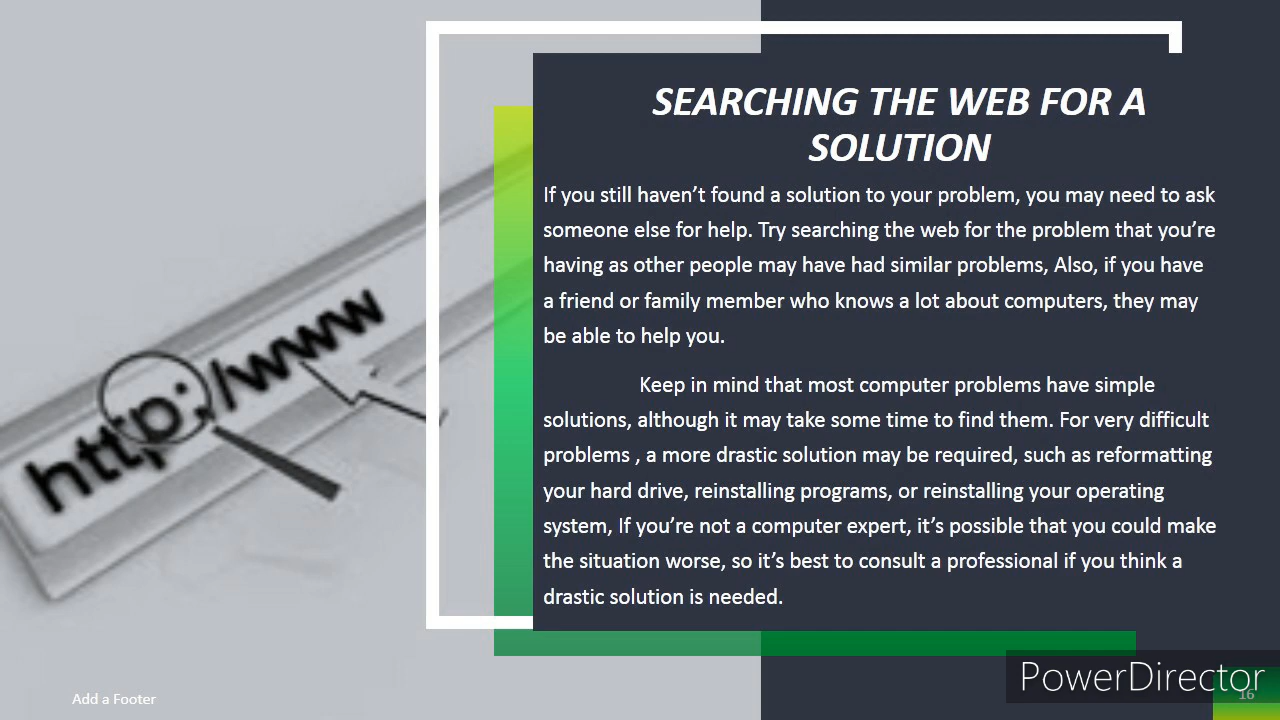 http:/www
SEARCHING THE WEB FOR A
SOLUTION
If you still haven’t found a solution to your problem, you may need to ask
someone else for help. Try searching the web for the problem that you’re
having as other people may have had similar problems, Also, if you have
a friend or family member who knows a lot about computers, they may
be able to help you.
Keep in mind that most computer problems have simple
solutions, although it may take some time to find them. For very difficult
problems , a more drastic solution may be required, such as reformatting
your hard drive, reinstalling programs, or reinstalling your operating
system, If you’re not a computer expert, it’s possible that you could make
the situation worse, so it’s best to consult a professional if you think a
drastic solution is needed.
Add a Footer
PowerDirector
16